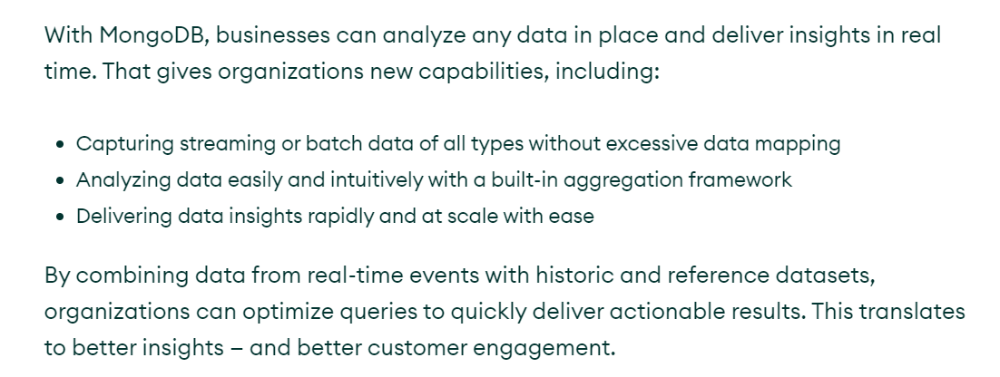 With MongoDB, businesses can analyze any data in place and deliver insights in real
time. That gives organizations new capabilities, including:
• Capturing streaming or batch data of all types without excessive data mapping
• Analyzing data easily and intuitively with a built-in aggregation framework
• Delivering data insights rapidly and at scale with ease
By combining data from real-time events with historic and reference datasets,
organizations can optimize queries to quickly deliver actionable results. This translates
to better insights – and better customer engagement.